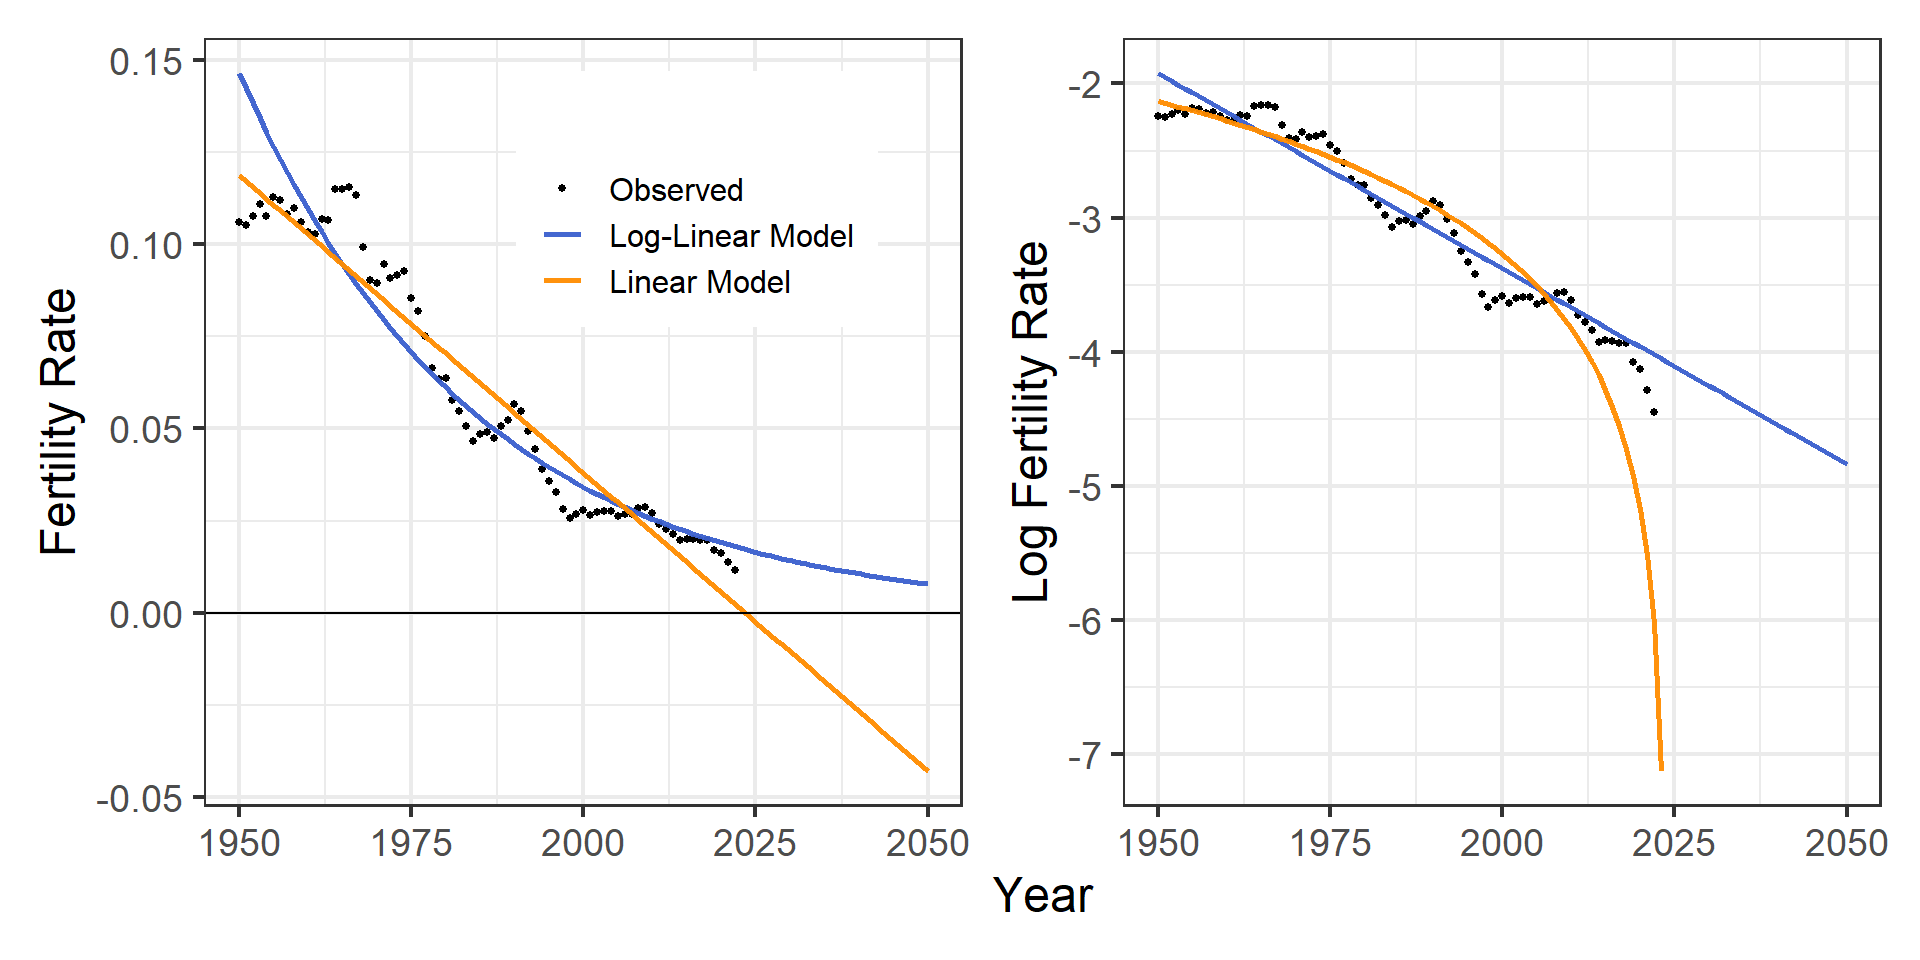 Fertility Rate
0.15
0.10
0.05
0.00
-0.05
Observed
Log-Linear Model
Linear Model
1950 1975 2000 2025 2050
Log Fertility Rate
-2
-3
-4
-5
-6
-7
1950 1975 2000 2025 2050
Year